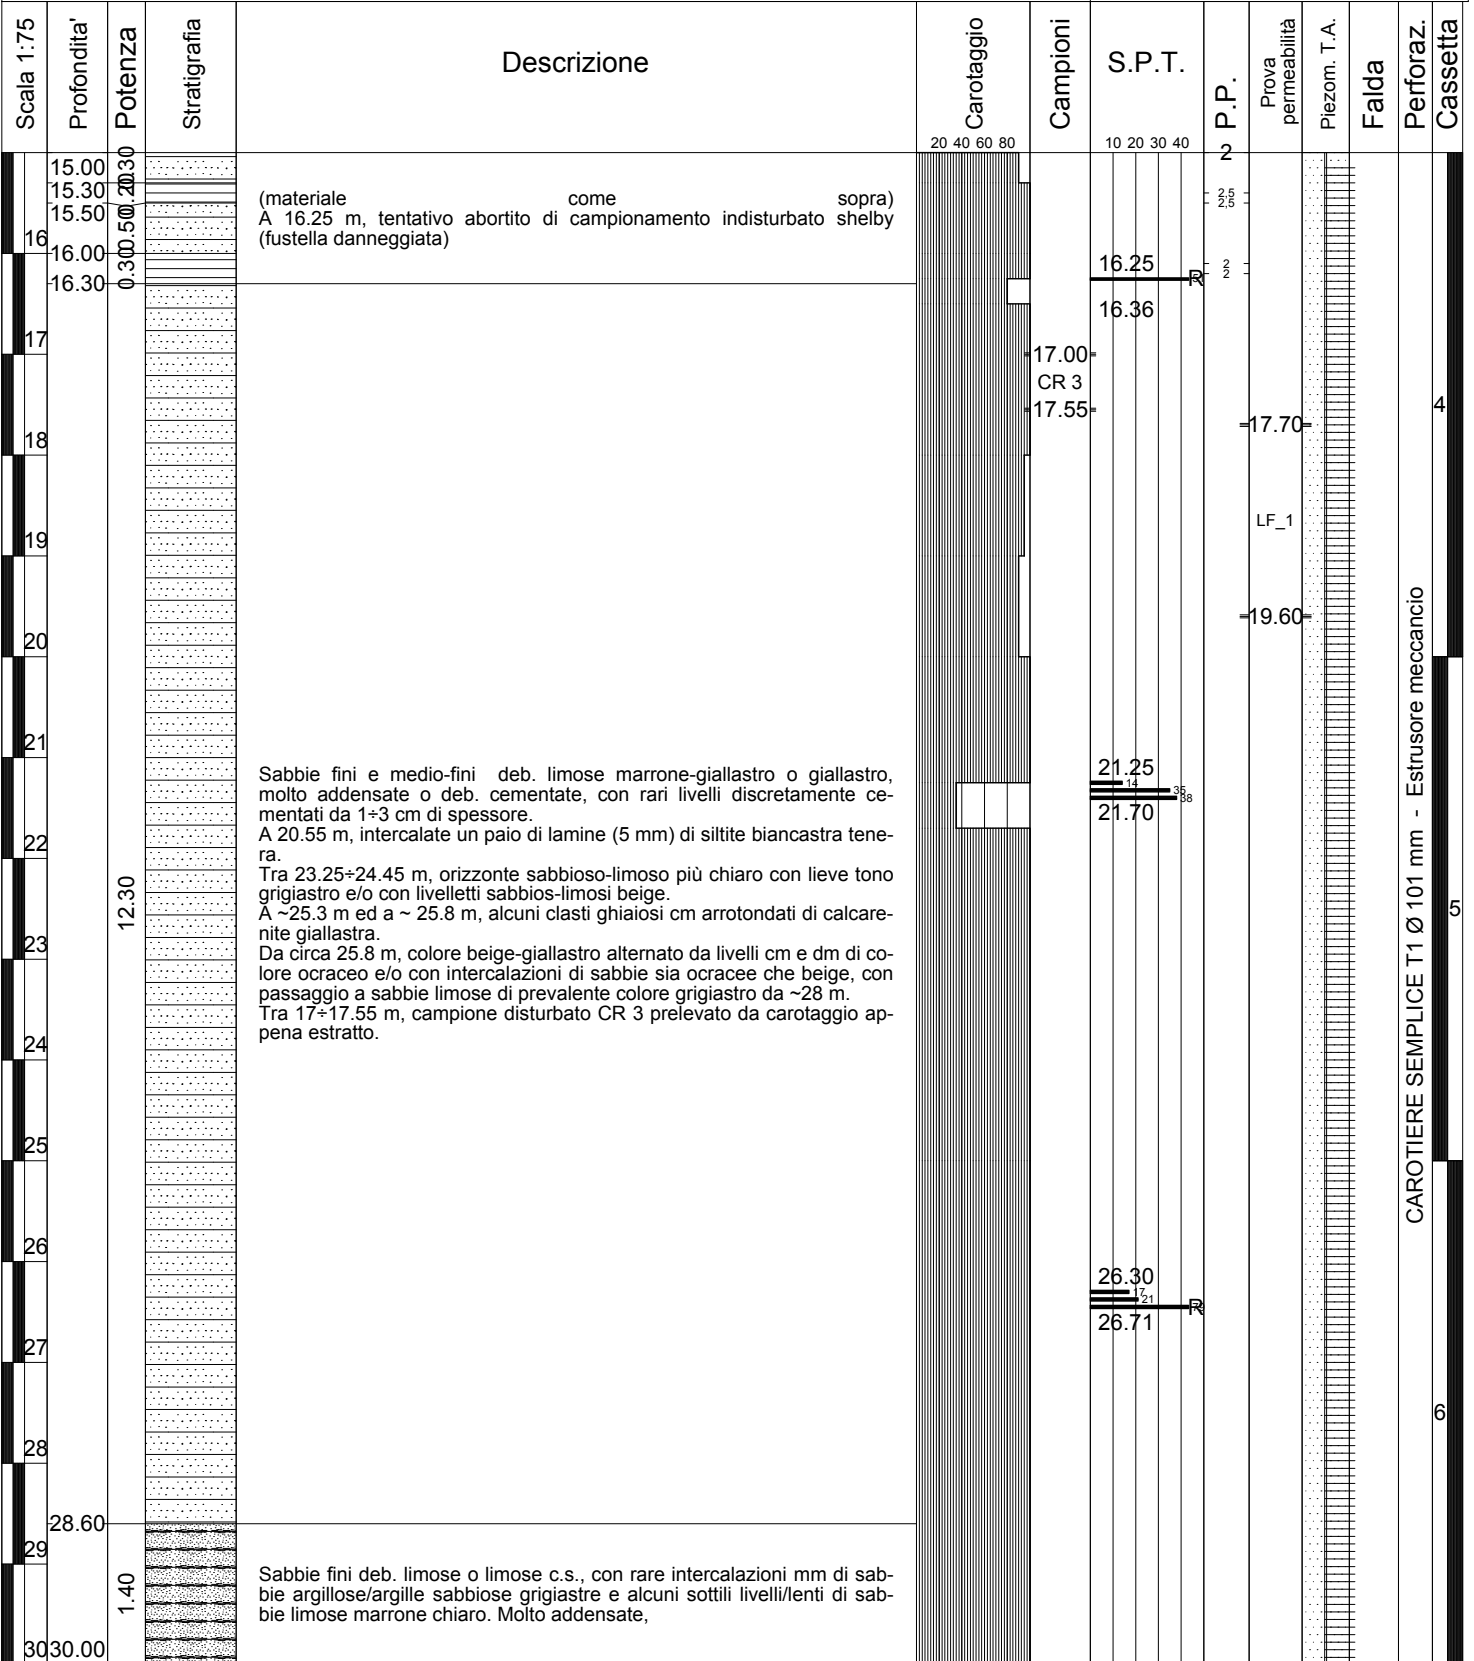 Scala 1:75
Profondita'
Potenza
Stratigrafia
Descrizione
Carotaggio
20 40 60 80
Campioni
S.P.T.
10 20 30 40
P.P.
Prova
permeabilità
Piezom. T.A.
Falda
Perforaz.
Cassetta
2
15.00
0.30
15.30
0.20
15.50
0.50
16
16.00
0.30
16.30
(materiale come sopra)
A 16.25 m, tentativo abortito di campionamento indisturbato shelby
(fustella danneggiata)
2,5
2,5
2
2
16.25
R
16.36
17
17.00
CR 3
17.55
17.70
4
18
LF_1
19
19.60
20
21
21.25
14
35
38
21.70
22
12.30
Sabbie fini e medio-fini deb. limose marrone-giallastro o giallastro,
molto addensate o deb. cementate, con rari livelli discretamente ce-
mentati da 1÷3 cm di spessore.
A 20.55 m, intercalate un paio di lamine (5 mm) di siltite biancastra tene-
ra.
Tra 23.25÷24.45 m, orizzonte sabbioso-limoso più chiaro con lieve tono
grigiastro e/o con livelletti sabbios-limosi beige.
A ~25.3 m ed a ~ 25.8 m, alcuni clasti ghiaiosi cm arrotondati di calcare-
nite giallastra.
Da circa 25.8 m, colore beige-giallastro alternato da livelli cm e dm di co-
lore ocraceo e/o con intercalazioni di sabbie sia ocracee che beige, con
passaggio a sabbie limose di prevalente colore grigiastro da ~28 m.
Tra 17÷17.55 m, campione disturbato CR 3 prelevato da carotaggio ap-
pena estratto.
5
CAROTIERE SEMPLICE T1 Ø 101 mm - Estrusore meccancio
23
24
25
26
26.30
17
21
R
26.71
27
6
28
28.60
29
1.40
Sabbie fini deb. limose o limose c.s., con rare intercalazioni mm di sab-
bie argillose/argille sabbiose grigiastre e alcuni sottili livelli/lenti di sab-
bie limose marrone chiaro. Molto addensate,
30
30.00